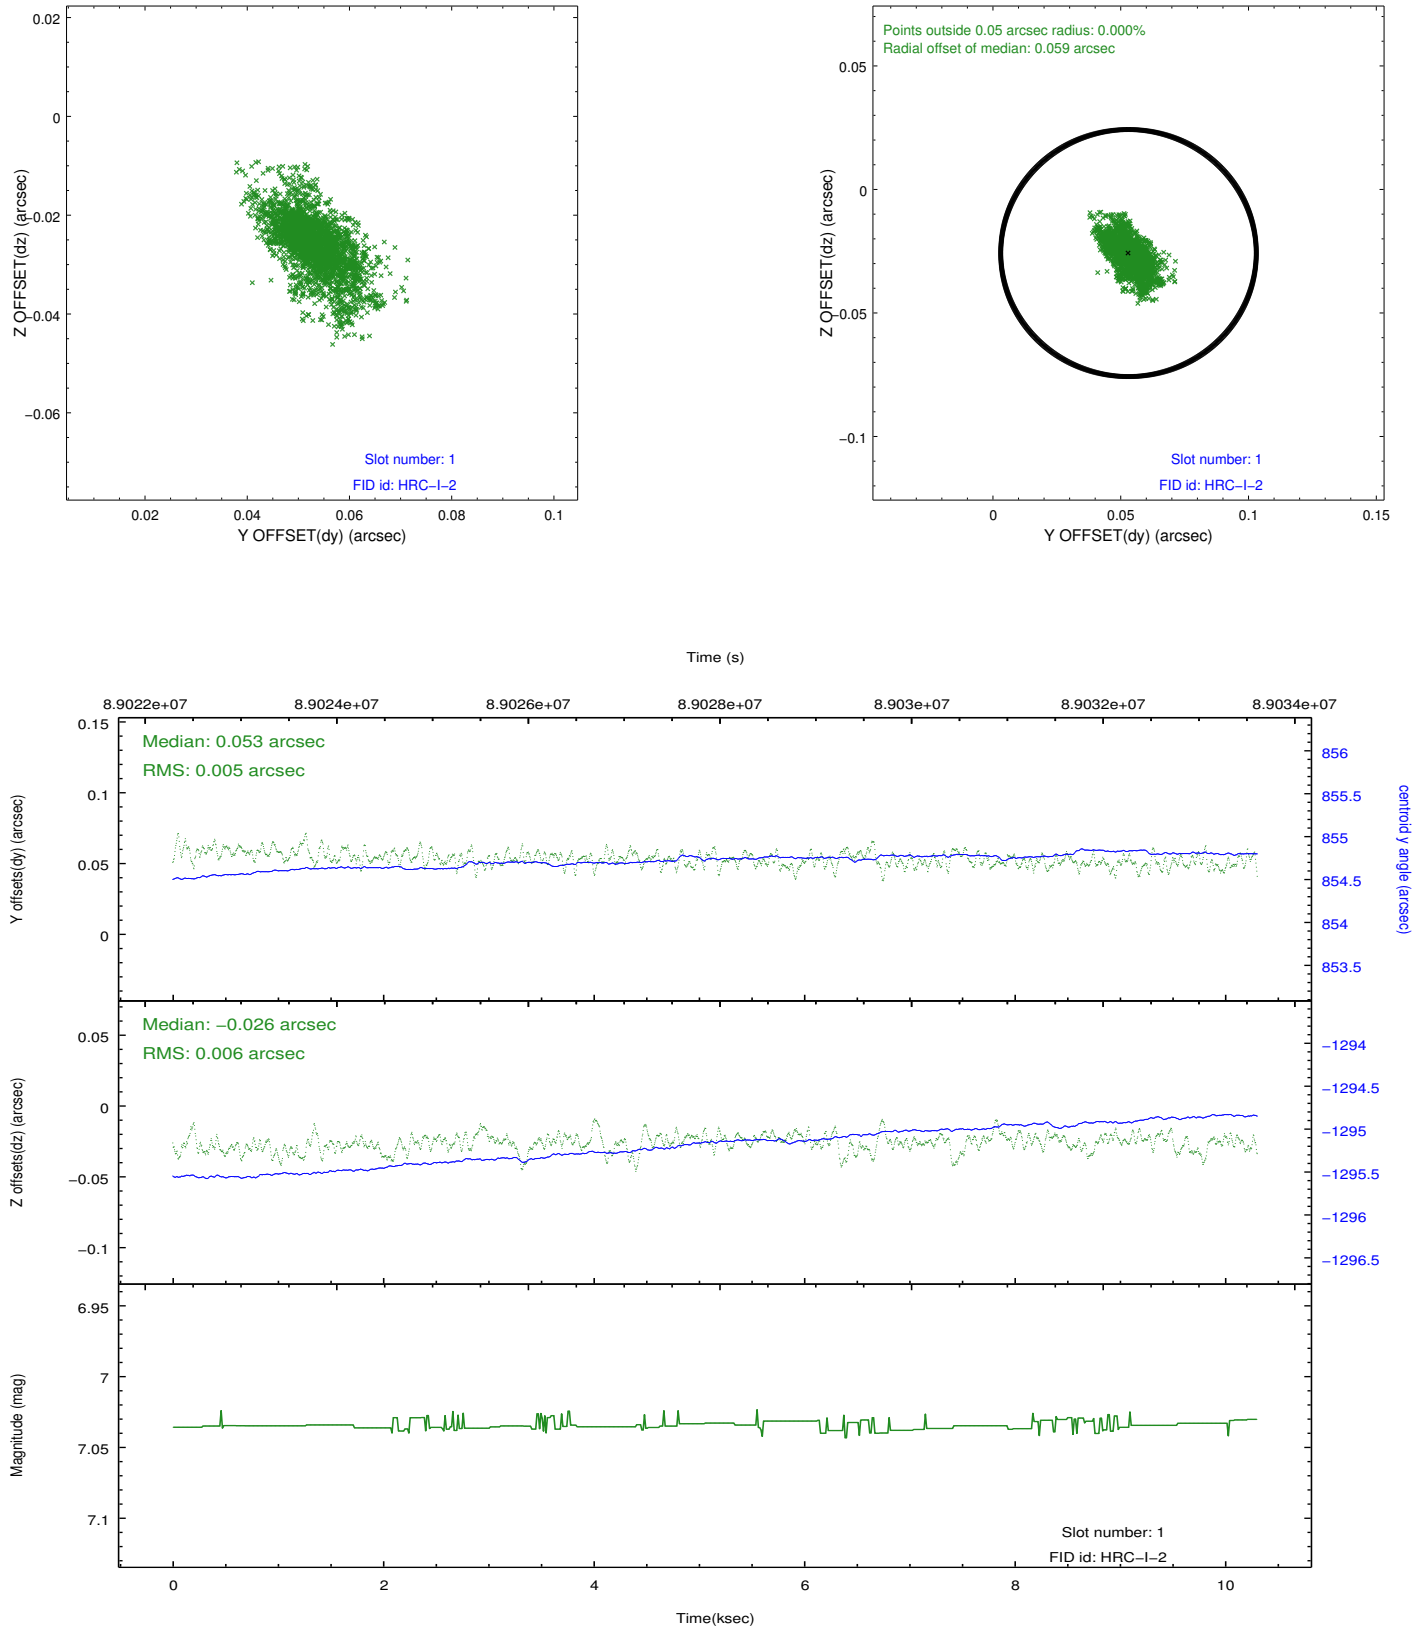 0.02
0
−0.02
−0.04
−0.06
Z OFFSET(dz) (arcsec)
Slot number: 1
FID id: HRC−I−2
0.02 0.04 0.06 0.08 0.1
Y OFFSET(dy) (arcsec)
Points outside 0.05 arcsec radius: 0.000%
Radial offset of median: 0.059 arcsec
0.05
0
−0.05
−0.1
Z OFFSET(dz) (arcsec)
Slot number: 1
FID id: HRC−I−2
0 0.05 0.1 0.15
Y OFFSET(dy) (arcsec)
Time (s)
8.9022e+07 8.9024e+07 8.9026e+07 8.9028e+07 8.903e+07 8.9032e+07 8.9034e+07
Median: 0.053 arcsec
RMS: 0.005 arcsec
0.15
0.1
0.05
0
Y offsets(dy) (arcsec)
856
855.5
855
854.5
854
853.5
centroid y angle (arcsec)
Median: −0.026 arcsec
RMS: 0.006 arcsec
0.05
0
−0.05
−0.1
Z offsets(dz) (arcsec)
−1294
−1294.5
−1295
−1295.5
−1296
−1296.5
6.95
7
7.05
7.1
Magnitude (mag)
Slot number: 1
FID id: HRC−I−2
0 2 4 6 8 10
Time(ksec)